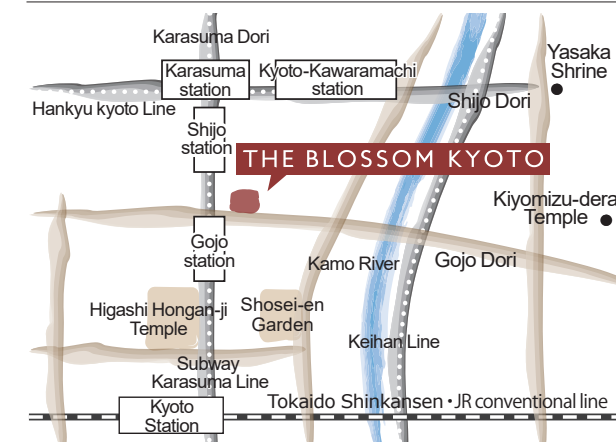 Karasuma Dori
Yasaka
Shrine
Karasuma
station
Kyoto-Kawaramachi
station
Hankyu kyoto Line
Shijo Dori
Shijo
station
THE BLOSSOM KYOTO
Kiyomizu-dera
Temple
Gojo
station
Kamo River
Gojo Dori
Higashi Hongan-ji
Temple
Shosei-en
Garden
Keihan Line
Subway
Karasuma Line
Tokaido Shinkansen・JR conventional line
Kyoto
Station